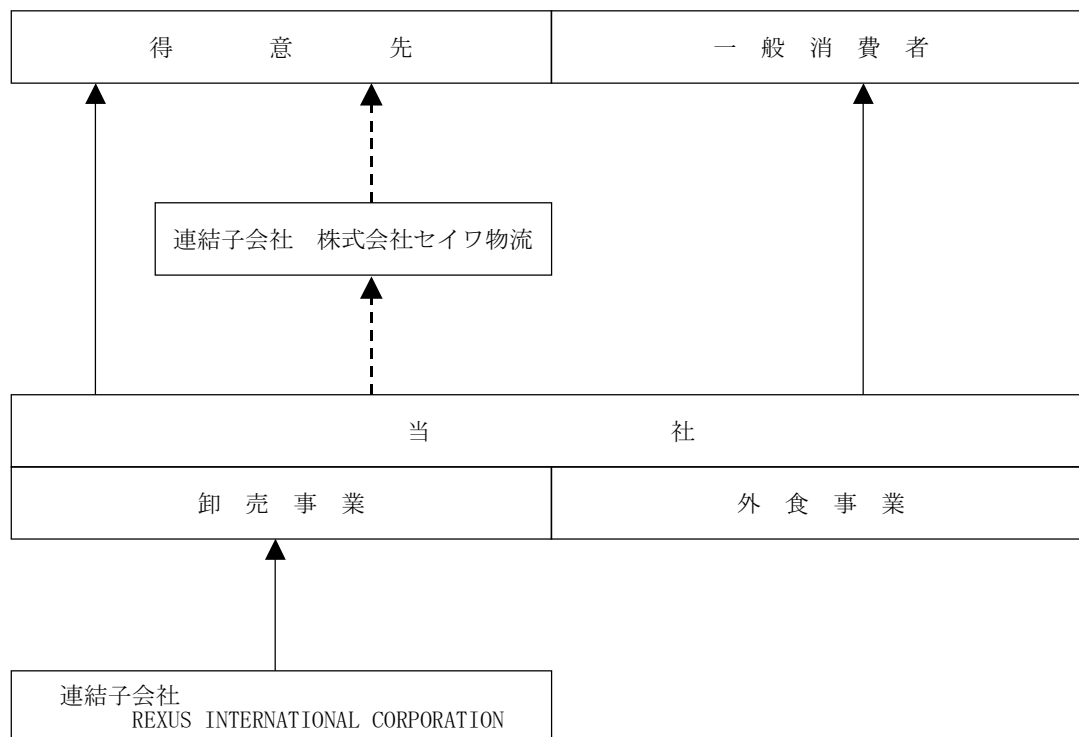 得意先
一般消費者
連結子会社　株式会社セイワ物流
当社
卸売事業
外食事業
連結子会社
REXUS INTERNATIONAL CORPORATION